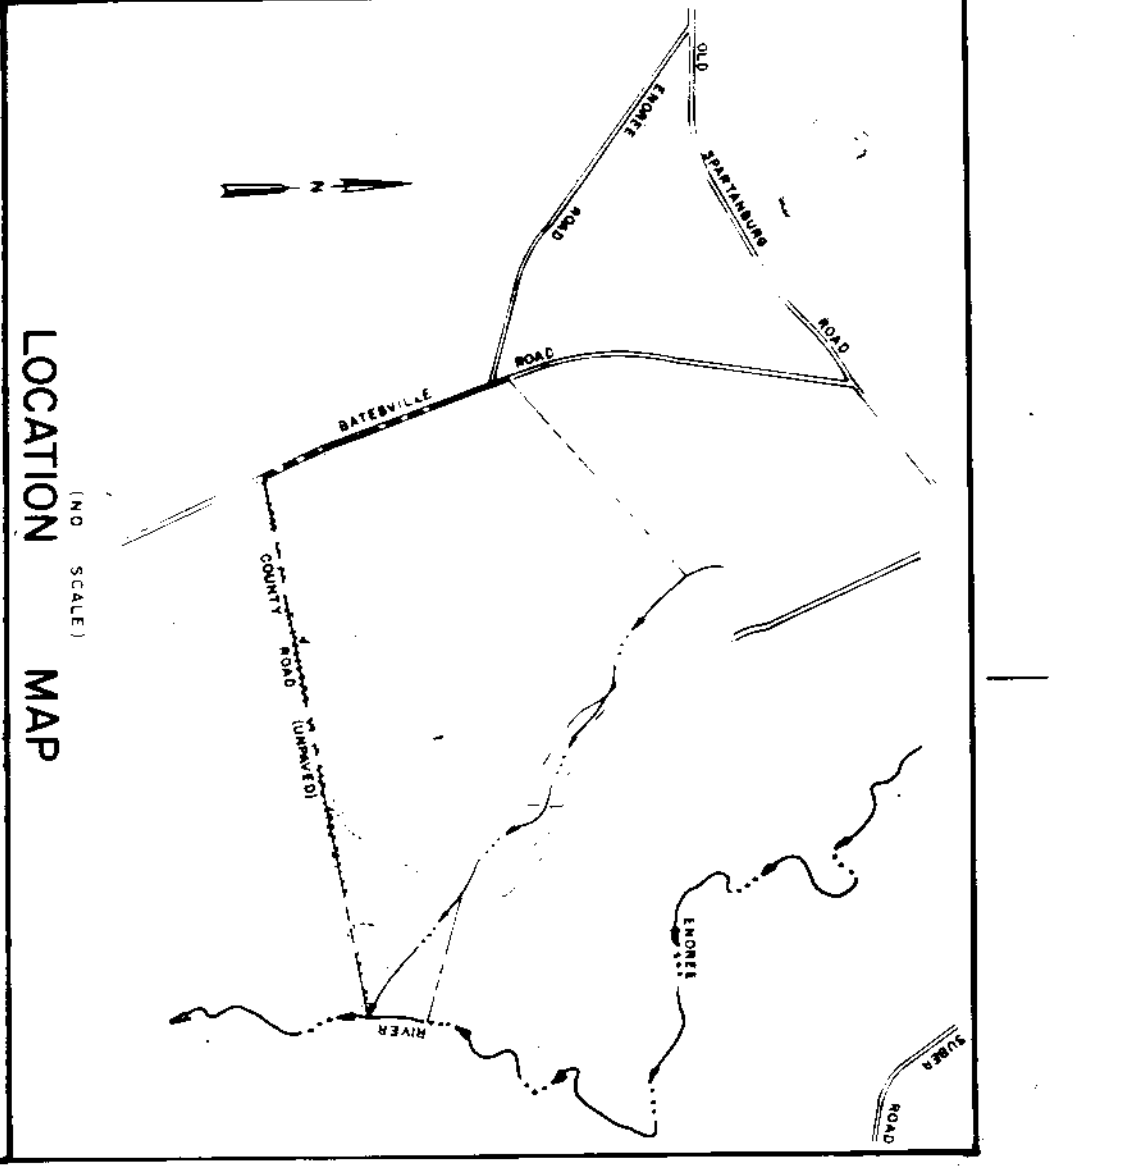 OLD
SPARTANBURG
ROAD
ENOREE
ROAD
N
ROAD
BATESVILLE
COUNTY
ROAD
(UNPAVED)
ENOREE
RIVER
SUBER
ROAD
LOCATION MAP
(NO SCALE)